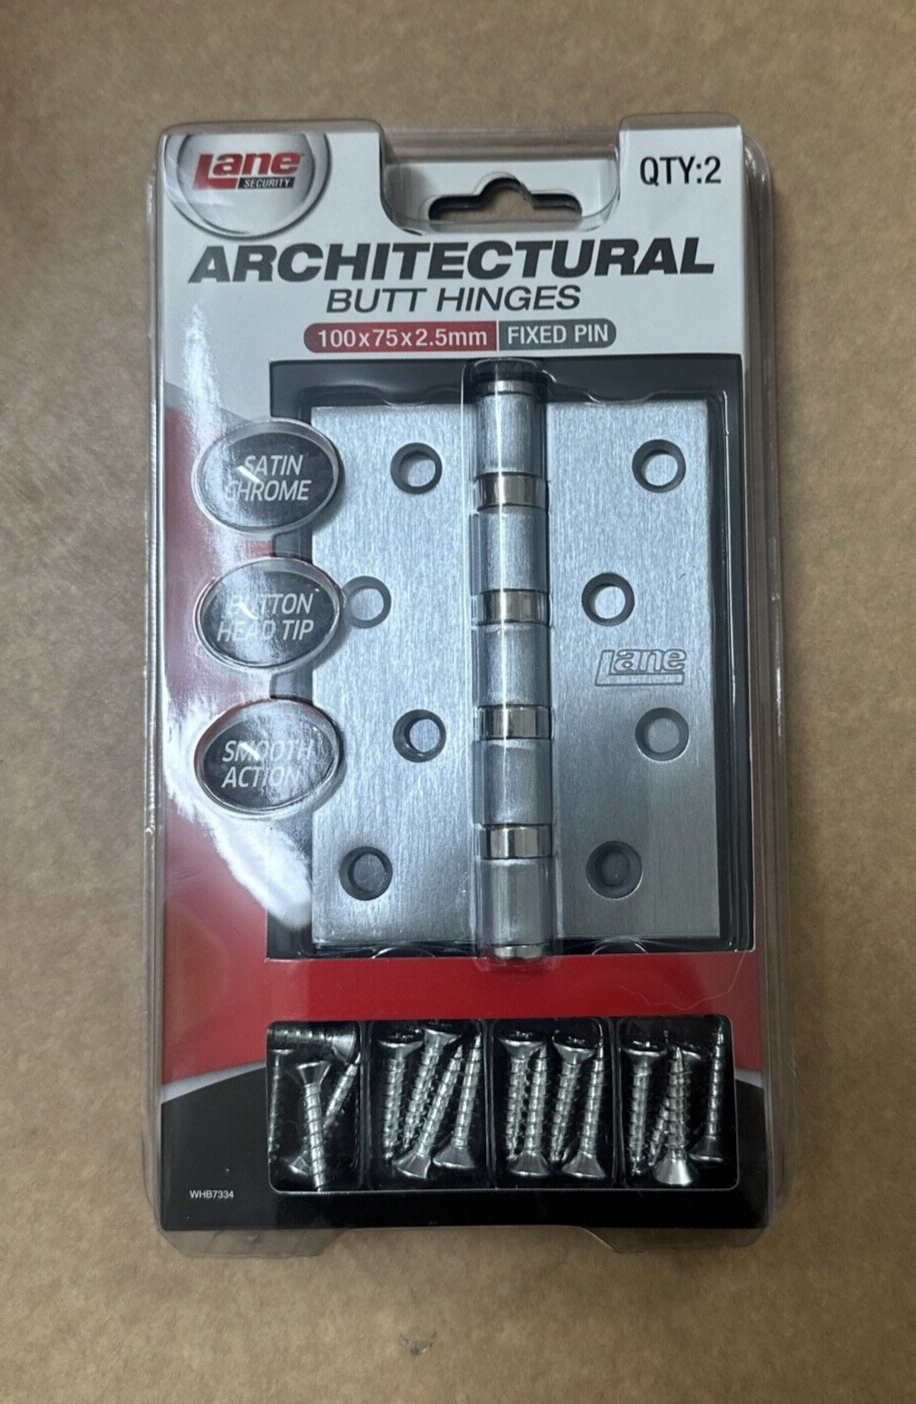 Lane
SECURITY
QTY:2
ARCHITECTURAL
BUTT HINGES
100x75x2.5mm FIXED PIN
SATIN
CHROME
BUTTON
HEAD TIP
Lane
SMOOTH
ACTION
WHB7334